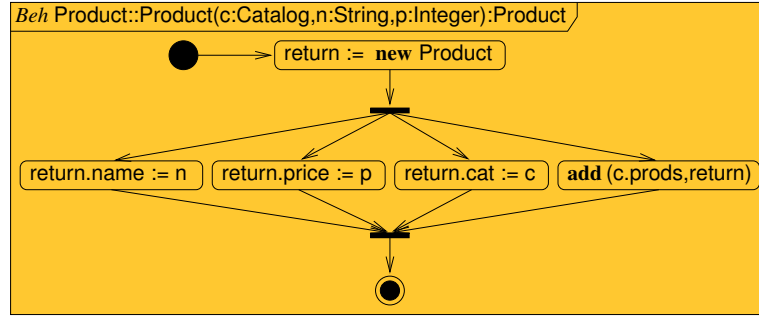 Beh Product::Product(c:Catalog,n:String,p:Integer):Product
return := new Product
return.name := n
return.price := p
return.cat := c
add (c.prods,return)